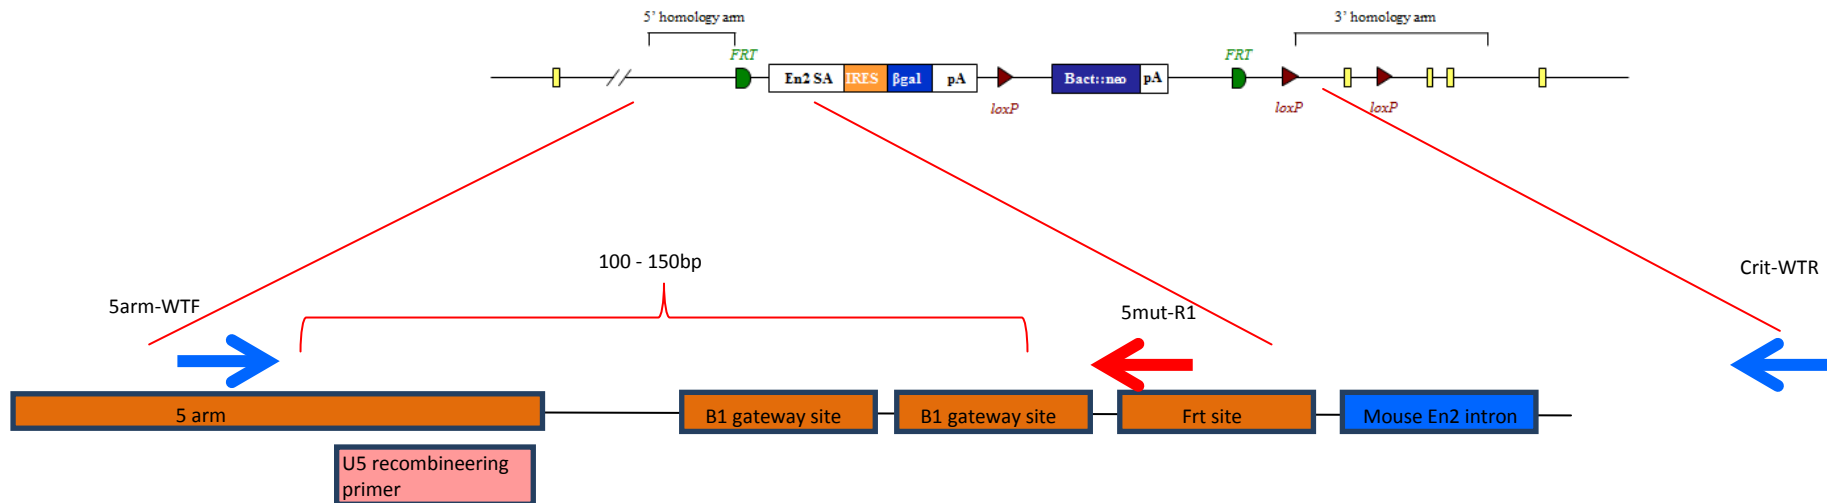 5' homology arm
3' homology arm
FRT
FRT
En2 SA
IRES
βgal
pA
Bact::neo
pA
loxP
loxP
loxP
100 - 150bp
Crit-WTR
5arm-WTF
5mut-R1
5 arm
B1 gateway site
B1 gateway site
Frt site
Mouse En2 intron
U5 recombineering
primer